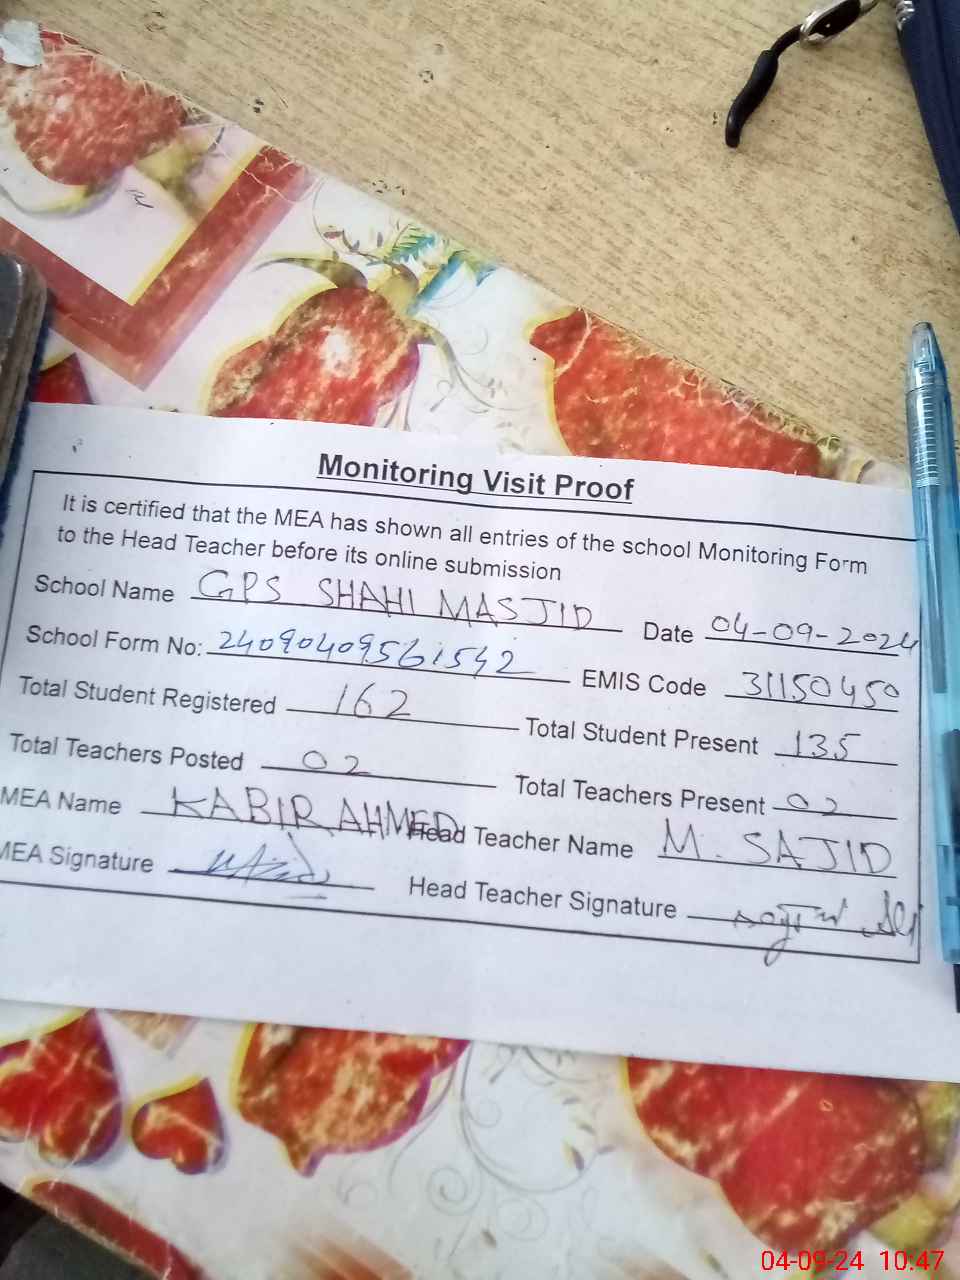 Monitoring Visit Proof
It is certified that the MEA has shown all entries of the school Monitoring Form
to the Head Teacher before its online submission
School Name GPS SHAHI MASJID Date 04-09-2024
School Form No: 24090409561542 EMIS Code 31150450
Total Student Registered 162 Total Student Present 135
Total Teachers Posted 02 Total Teachers Present 02
MEA Name KABIR AHMED Head Teacher Name M. SAJID
MEA Signature Head Teacher Signature
04-09-24 10:47